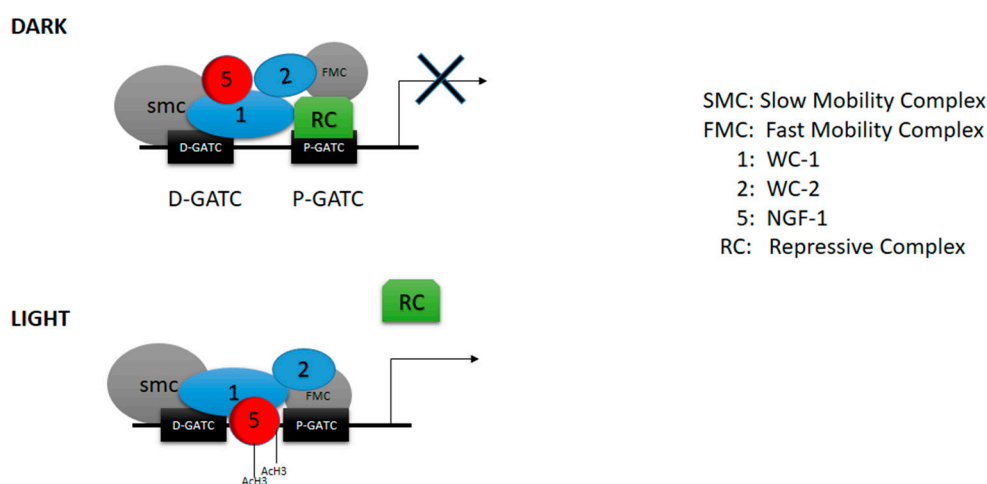 DARK
5
2
FMC
smc
1
RC
D-GATC
P-GATC
D-GATC
P-GATC
SMC: Slow Mobility Complex
FMC: Fast Mobility Complex
1: WC-1
2: WC-2
5: NGF-1
RC: Repressive Complex
LIGHT
RC
smc
1
2
FMC
5
D-GATC
P-GATC
AcH3
AcH3